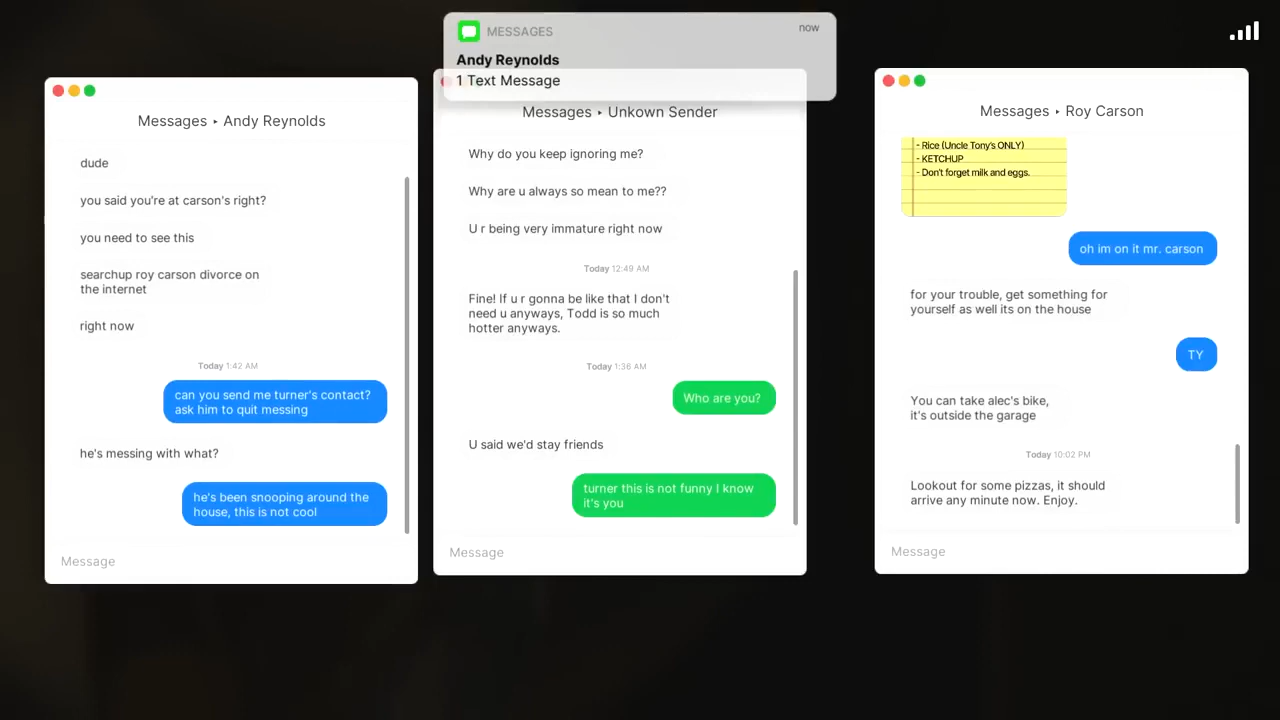 MESSAGES
now
Andy Reynolds
1 Text Message
Messages ‣ Andy Reynolds
dude
you said you're at carson's right?
you need to see this
searchup roy carson divorce on
the internet
right now
Today 1:42 AM
can you send me turner's contact?
ask him to quit messing
he's messing with what?
he's been snooping around the
house, this is not cool
Message
Messages ‣ Unkown Sender
Why do you keep ignoring me?
Why are u always so mean to me??
U r being very immature right now
Today 12:49 AM
Fine! If u r gonna be like that I don't
need u anyways, Todd is so much
hotter anyways.
Today 1:36 AM
Who are you?
U said we'd stay friends
turner this is not funny I know
it's you
Message
Messages ‣ Roy Carson
- Rice (Uncle Tony's ONLY)
- KETCHUP
- Don't forget milk and eggs.
oh im on it mr. carson
for your trouble, get something for
yourself as well its on the house
TY
You can take alec's bike,
it's outside the garage
Today 10:02 PM
Lookout for some pizzas, it should
arrive any minute now. Enjoy.
Message